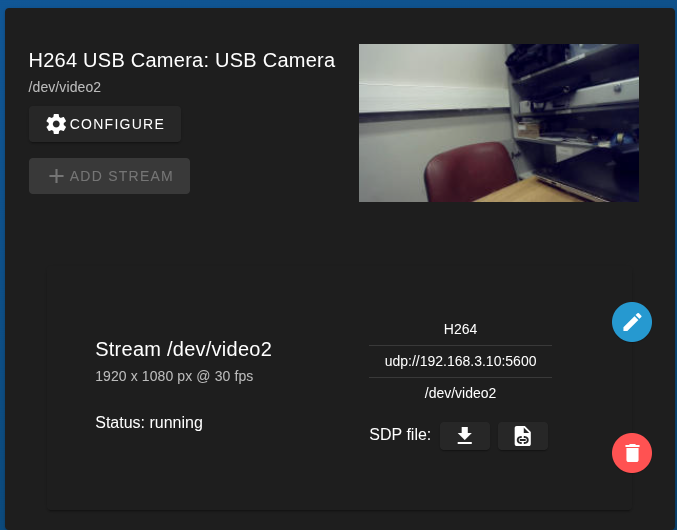 H264 USB Camera: USB Camera
/dev/video2
CONFIGURE
ADD STREAM
Stream /dev/video2
1920 x 1080 px @ 30 fps
Status: running
H264
udp://192.168.3.10:5600
/dev/video2
SDP file: